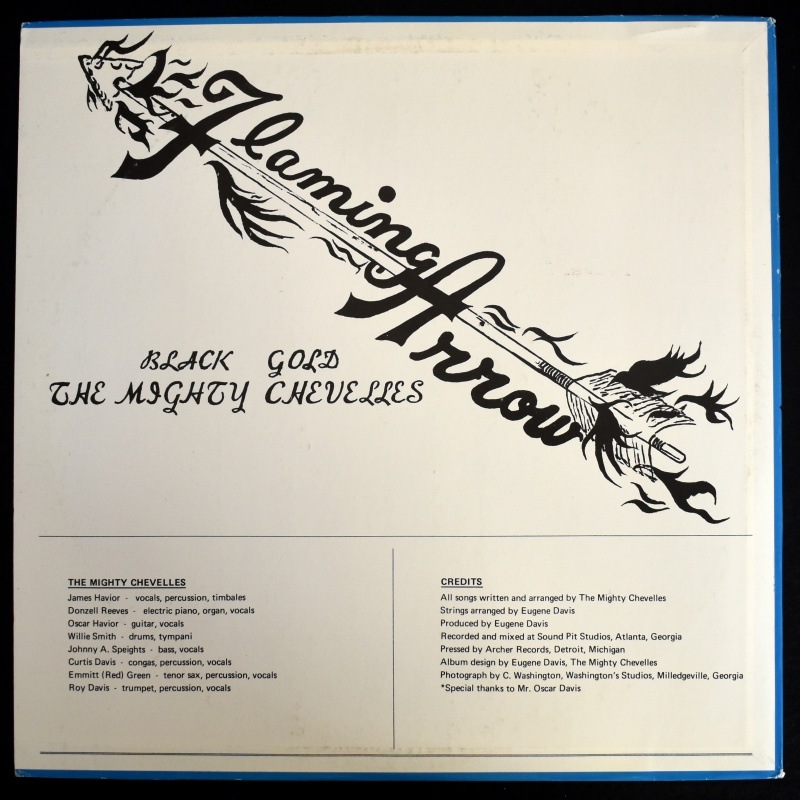 Flaming Arrow
BLACK GOLD
THE MIGHTY CHEVELLES
THE MIGHTY CHEVELLES
James Havior - vocals, percussion, timbales
Donzell Reeves - electric piano, organ, vocals
Oscar Havior - guitar, vocals
Willie Smith - drums, tympani
Johnny A. Speights - bass, vocals
Curtis Davis - congas, percussion, vocals
Emmitt (Red) Green - tenor sax, percussion, vocals
Roy Davis - trumpet, percussion, vocals
CREDITS
All songs written and arranged by The Mighty Chevelles
Strings arranged by Eugene Davis
Produced by Eugene Davis
Recorded and mixed at Sound Pit Studios, Atlanta, Georgia
Pressed by Archer Records, Detroit, Michigan
Album design by Eugene Davis, The Mighty Chevelles
Photograph by C. Washington, Washington's Studios, Milledgeville, Georgia
*Special thanks to Mr. Oscar Davis